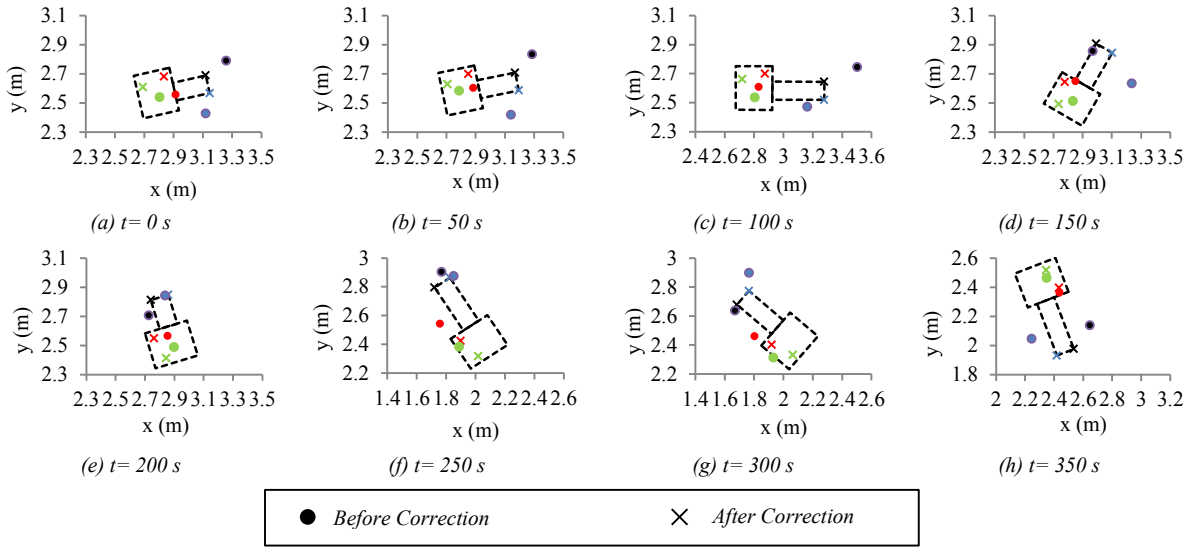 3.1
2.9
2.7
2.5
2.3
y (m)
2.3 2.5 2.7 2.9 3.1 3.3 3.5
x (m)
(a) t= 0 s
3.1
2.9
2.7
2.5
2.3
y (m)
2.3 2.5 2.7 2.9 3.1 3.3 3.5
x (m)
(b) t= 50 s
3.1
2.9
2.7
2.5
2.3
y (m)
2.4 2.6 2.8 3 3.2 3.4 3.6
x (m)
(c) t= 100 s
3.1
2.9
2.7
2.5
2.3
y (m)
2.3 2.5 2.7 2.9 3.1 3.3 3.5
x (m)
(d) t= 150 s
3.1
2.9
2.7
2.5
2.3
y (m)
2.3 2.5 2.7 2.9 3.1 3.3 3.5
x (m)
(e) t= 200 s
3
2.8
2.6
2.4
2.2
y (m)
1.4 1.6 1.8 2 2.2 2.4 2.6
x (m)
(f) t= 250 s
3
2.8
2.6
2.4
2.2
y (m)
1.4 1.6 1.8 2 2.2 2.4 2.6
x (m)
(g) t= 300 s
2.6
2.4
2.2
2
1.8
y (m)
2 2.2 2.4 2.6 2.8 3 3.2
x (m)
(h) t= 350 s
Before Correction
After Correction